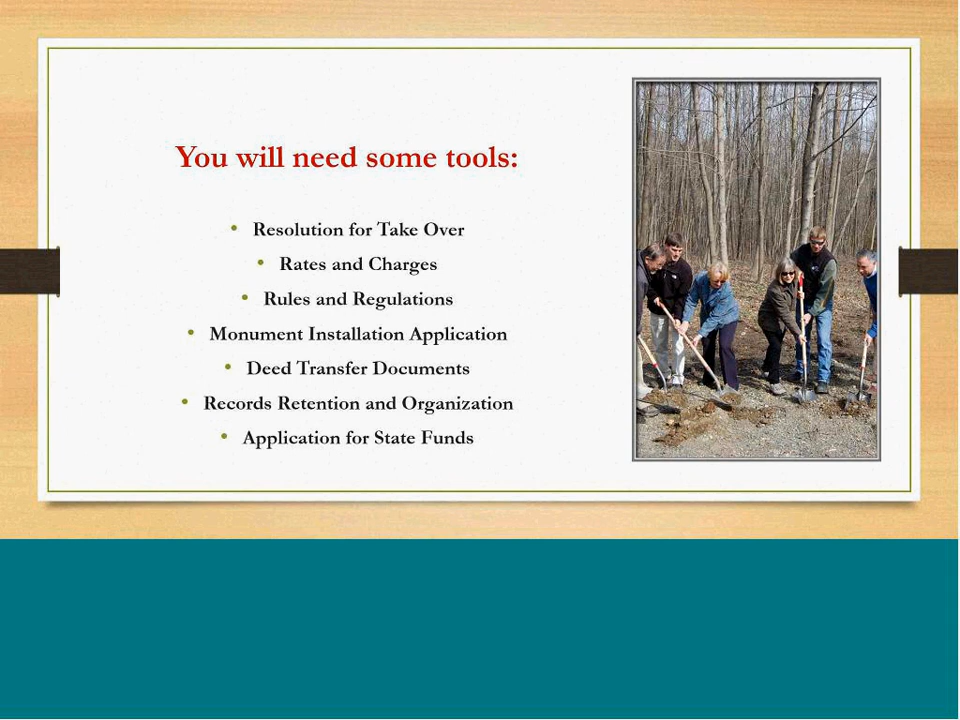 You will need some tools:
• Resolution for Take Over
• Rates and Charges
• Rules and Regulations
• Monument Installation Application
• Deed Transfer Documents
• Records Retention and Organization
• Application for State Funds